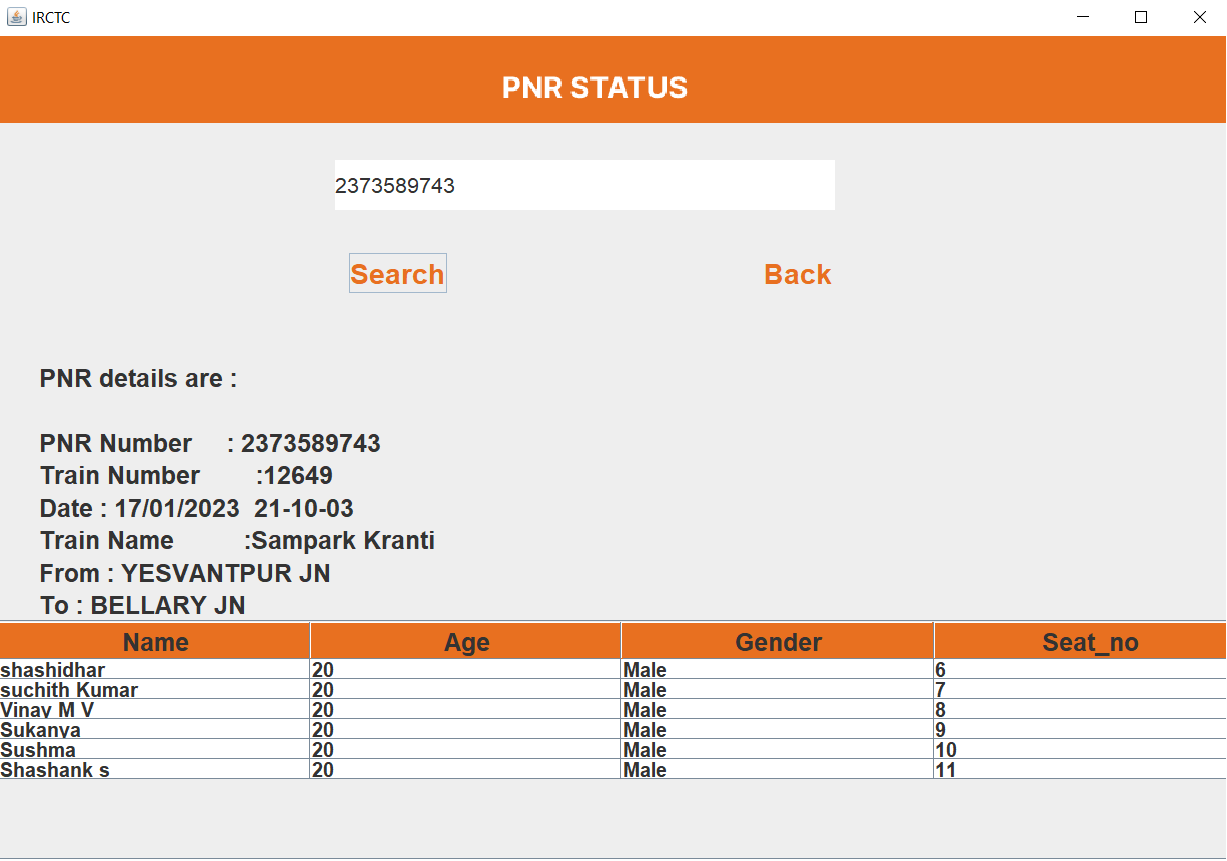 IRCTC
PNR STATUS
2373589743
Search Back
PNR details are :
PNR Number : 2373589743
Train Number :12649
Date : 17/01/2023 21-10-03
Train Name :Sampark Kranti
From : YESVANTPUR JN
To : BELLARY JN
Name Age Gender Seat_no
shashidhar 20 Male 6
suchith Kumar 20 Male 7
Vinay M V 20 Male 8
Sukanya 20 Male 9
Sushma 20 Male 10
Shashank s 20 Male 11